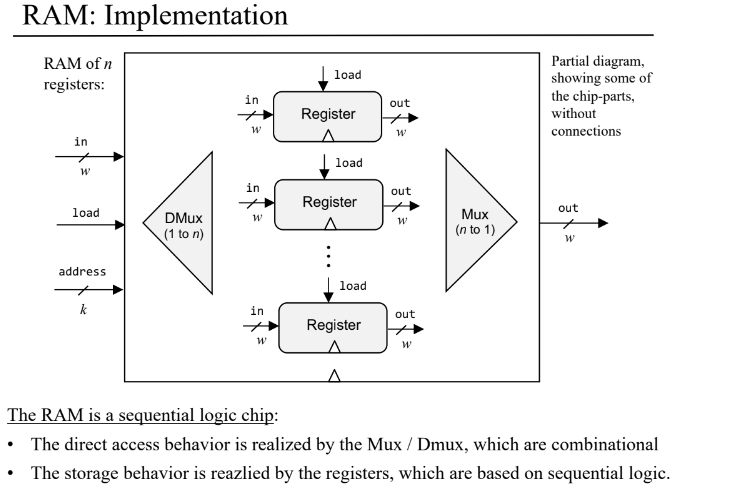 RAM: Implementation
RAM of n
registers:
Partial diagram,
showing some of
the chip-parts,
without
connections
load
in
out
Register
w
w
in
w
load
in
out
Register
w
w
load
DMux
(1 to n)
Mux
(n to 1)
out
w
address
k
load
in
out
Register
w
w
The RAM is a sequential logic chip:
• The direct access behavior is realized by the Mux / Dmux, which are combinational
• The storage behavior is reazlied by the registers, which are based on sequential logic.